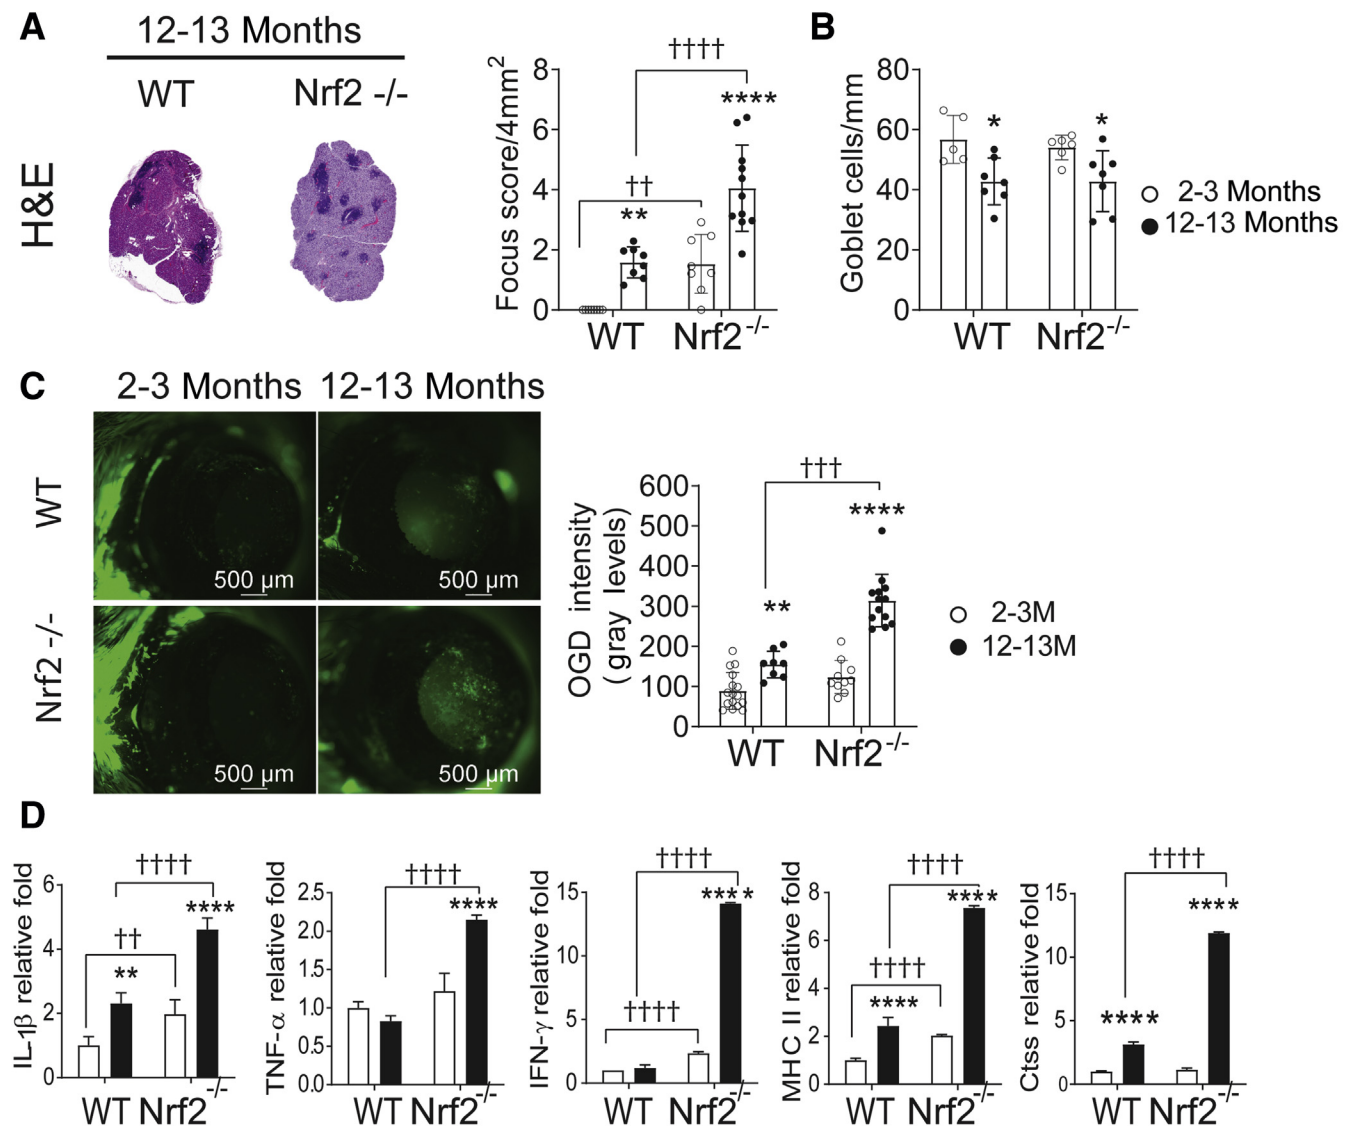 A
12-13 Months
WT
Nrf2 -/-
H&E
Focus score/4mm2
8
6
4
2
0
††††
****
††
**
WT
Nrf2-/-
B
Goblet cells/mm
80
60
40
20
0
*
*
WT
Nrf2-/-
2-3 Months
12-13 Months
C
2-3 Months
12-13 Months
WT
500 µm
500 µm
Nrf2 -/-
500 µm
500 µm
OGD intensity
(gray levels)
600
500
400
300
200
100
0
†††
****
**
WT
Nrf2-/-
2-3M
12-13M
D
IL-1β relative fold
6
4
2
0
††††
****
††
**
WT
Nrf2-/-
TNF-α relative fold
2.5
2.0
1.5
1.0
0.5
0.0
††††
****
WT
Nrf2-/-
IFN-γ relative fold
15
10
5
0
††††
****
††††
WT
Nrf2-/-
MHC II relative fold
8
6
4
2
0
††††
****
††††
****
WT
Nrf2-/-
Ctss relative fold
15
10
5
0
††††
****
****
WT
Nrf2-/-